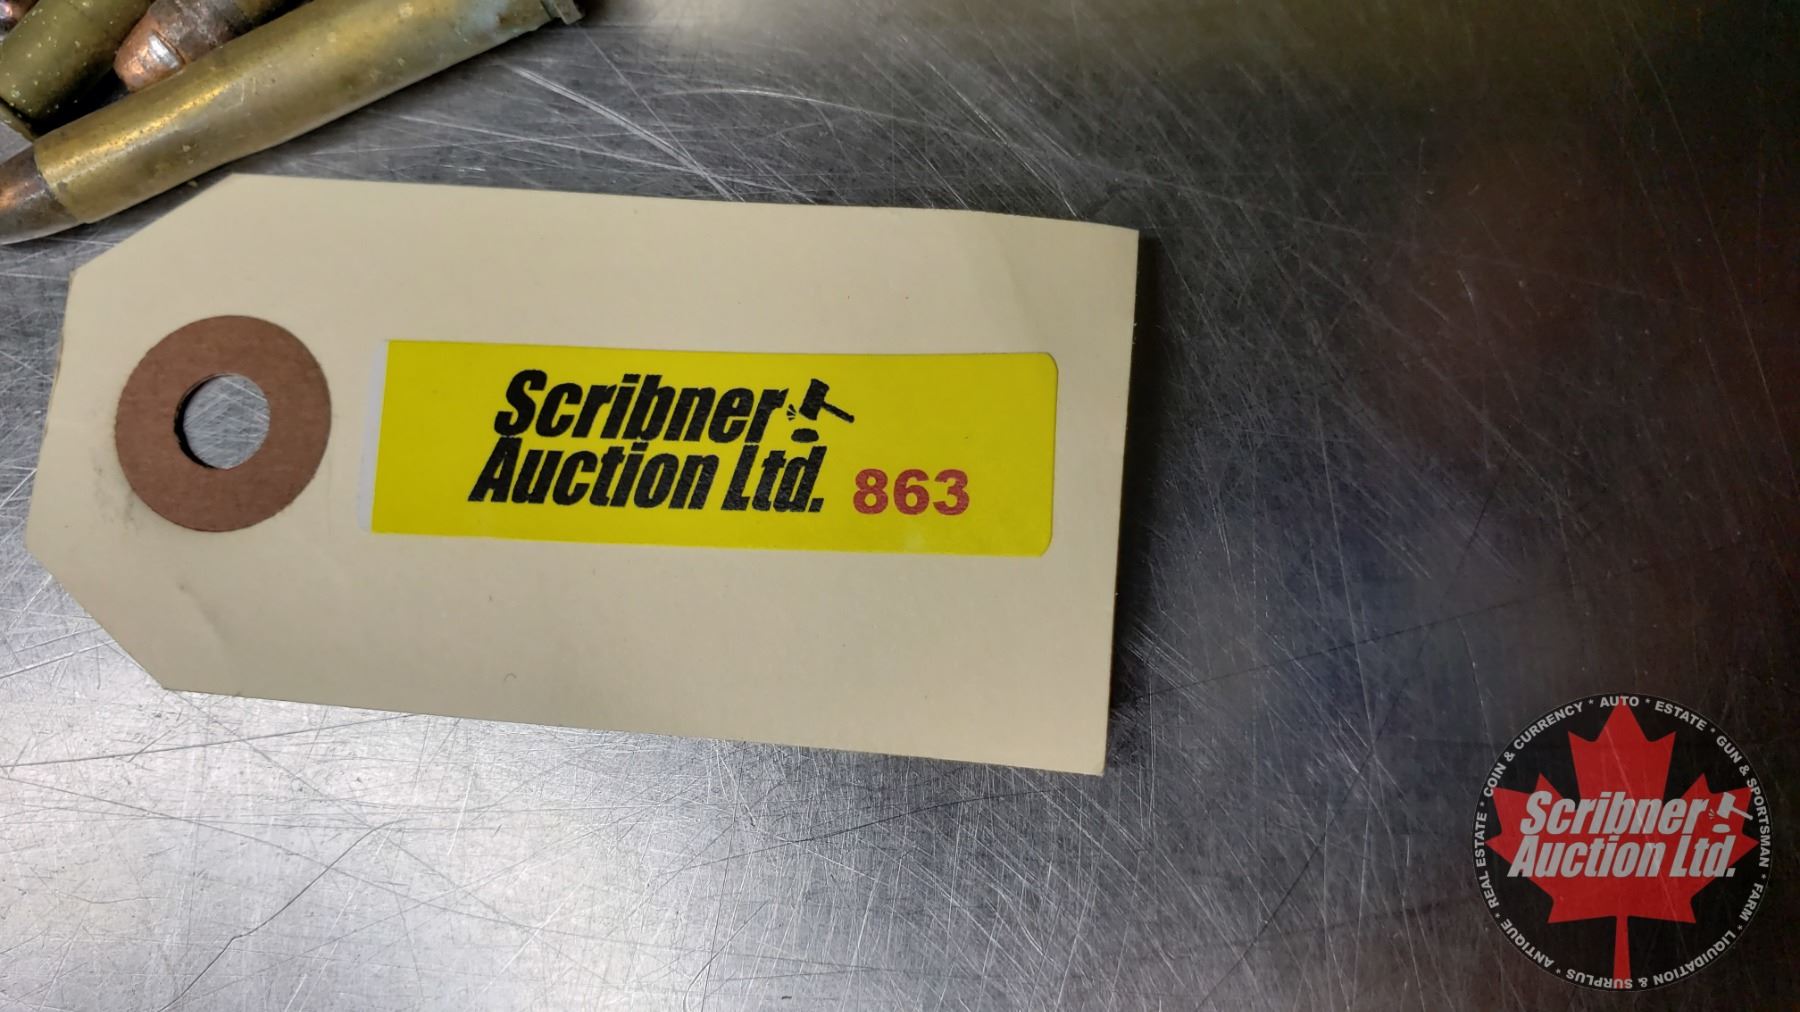 Scribner
Auction Ltd. 863
REAL ESTATE * COIN & CURRENCY * AUTO * ESTATE * GUN & SPORTSMAN * FARM * LIQUIDATION & SURPLUS * ANTIQUE *
Scribner
Auction Ltd.